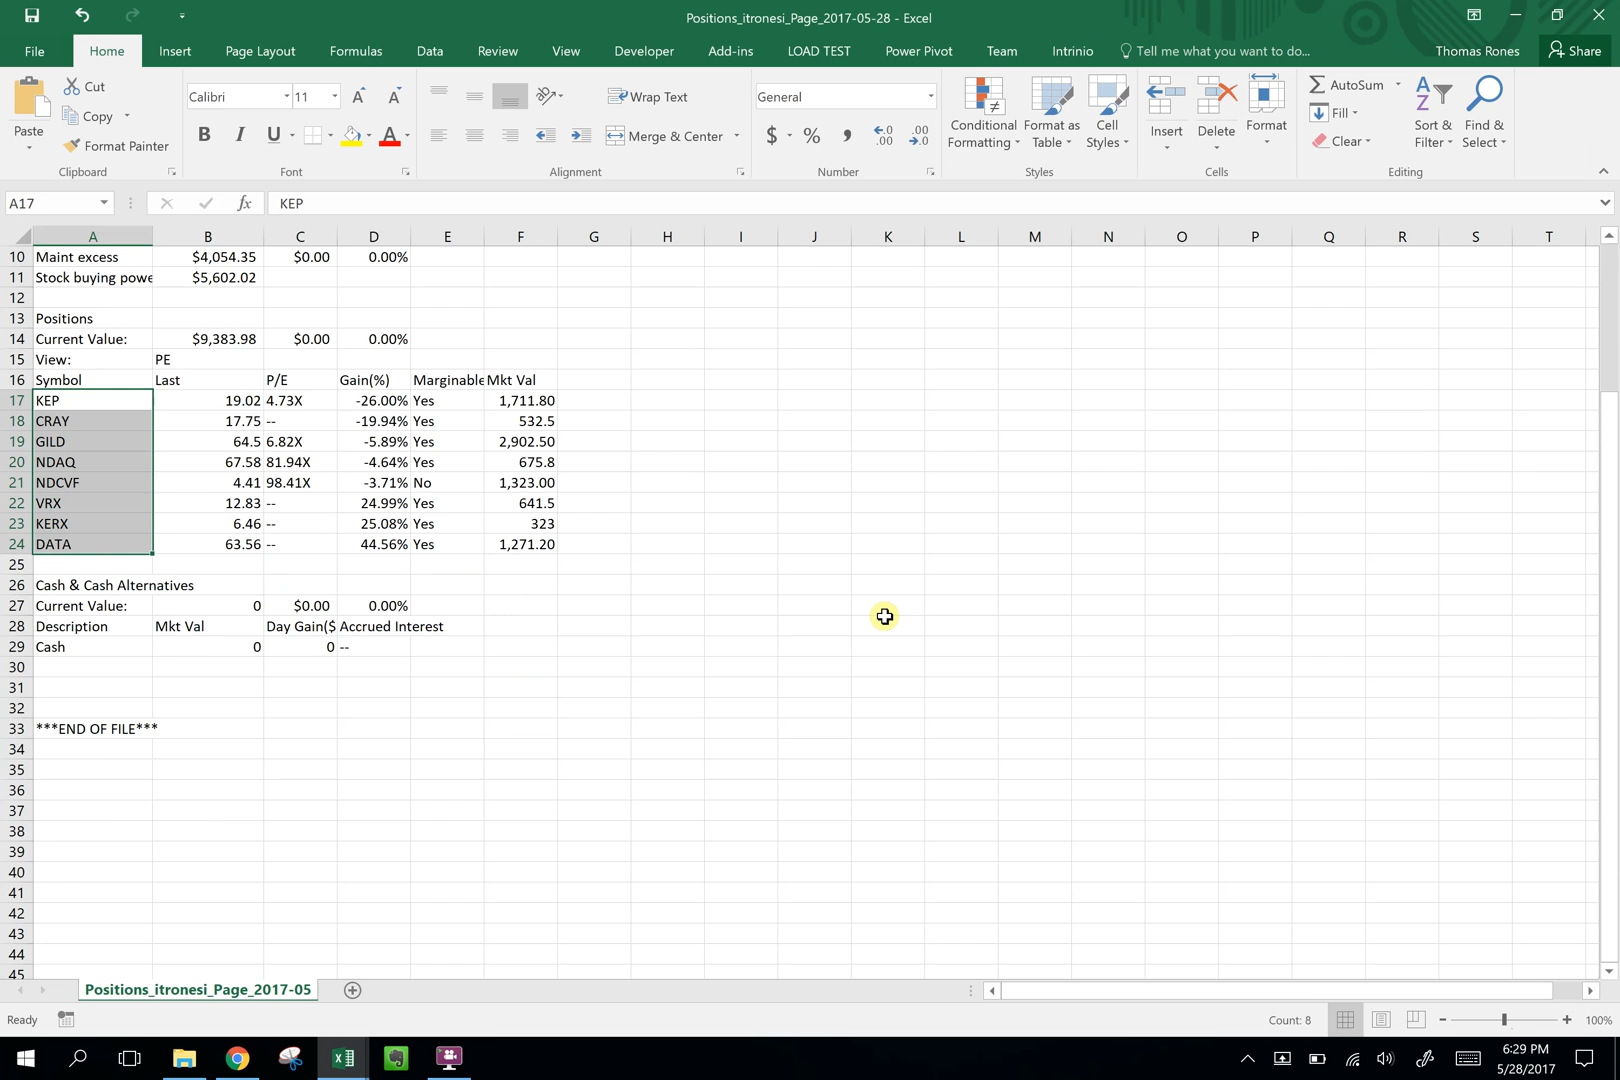 Positions_itronesi_Page_2017-05-28 - Excel
File Home Insert Page Layout Formulas Data Review View Developer Add-ins LOAD TEST Power Pivot Team Intrinio Tell me what you want to do... Thomas Rones Share
Paste
Cut
Copy
Format Painter
Clipboard
Calibri 11
B I U
Font
Wrap Text
Merge & Center
Alignment
General
$ % ,
Number
Conditional Formatting
Format as Table
Cell Styles
Styles
Insert
Delete
Format
Cells
AutoSum
Fill
Clear
Sort & Filter
Find & Select
Editing
A17 fx KEP
A B C D E F G H I J K L M N O P Q R S T
10 Maint excess $4,054.35 $0.00 0.00%
11 Stock buying powe $5,602.02
12
13 Positions
14 Current Value: $9,383.98 $0.00 0.00%
15 View: PE
16 Symbol Last P/E Gain(%) Marginable Mkt Val
17 KEP 19.02 4.73X -26.00% Yes 1,711.80
18 CRAY 17.75 -- -19.94% Yes 532.5
19 GILD 64.5 6.82X -5.89% Yes 2,902.50
20 NDAQ 67.58 81.94X -4.64% Yes 675.8
21 NDCVF 4.41 98.41X -3.71% No 1,323.00
22 VRX 12.83 -- 24.99% Yes 641.5
23 KERX 6.46 -- 25.08% Yes 323
24 DATA 63.56 -- 44.56% Yes 1,271.20
25
26 Cash & Cash Alternatives
27 Current Value: 0 $0.00 0.00%
28 Description Mkt Val Day Gain($ Accrued Interest
29 Cash 0 0 --
30
31
32
33 ***END OF FILE***
34
35
36
37
38
39
40
41
42
43
44
45
Positions_itronesi_Page_2017-05
Ready Count: 8 100%
6:29 PM
5/28/2017